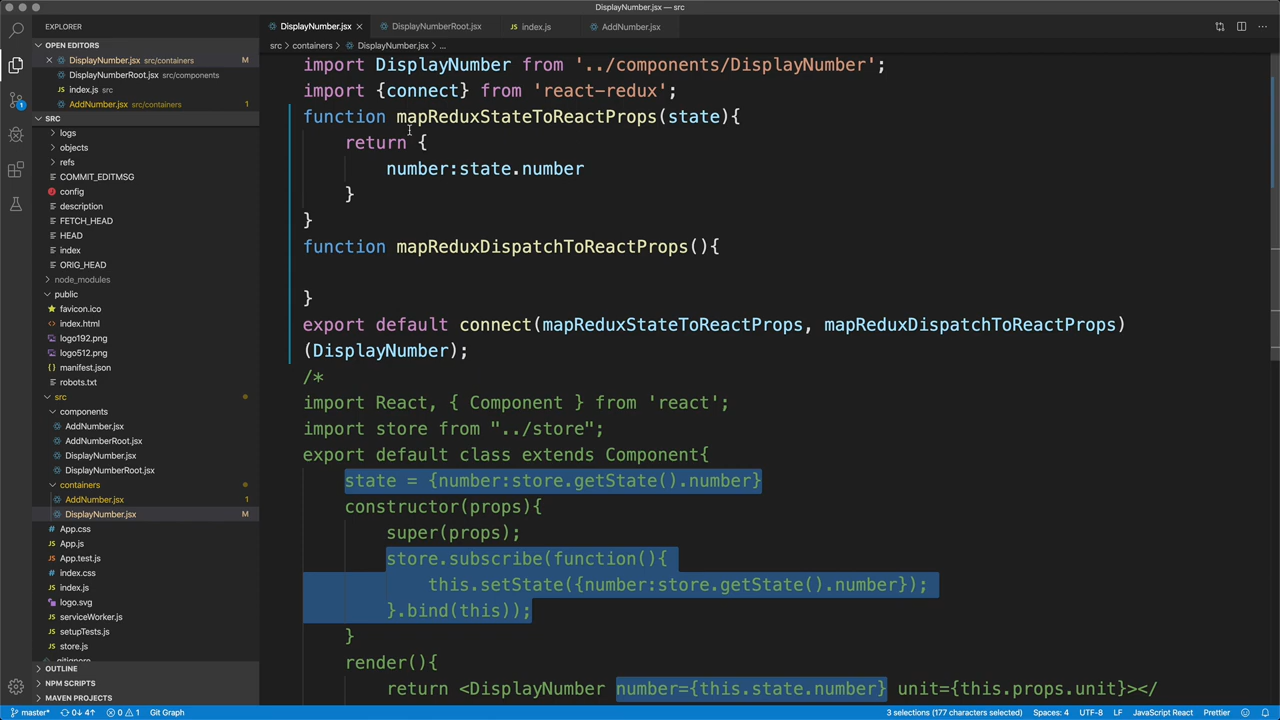 DisplayNumber.jsx — src
EXPLORER
OPEN EDITORS
DisplayNumber.jsx src/containers M
DisplayNumberRoot.jsx src/components
index.js src
AddNumber.jsx src/containers 1
SRC
logs
objects
refs
COMMIT_EDITMSG
config
description
FETCH_HEAD
HEAD
index
ORIG_HEAD
node_modules
public
favicon.ico
index.html
logo192.png
logo512.png
manifest.json
robots.txt
src
components
AddNumber.jsx
AddNumberRoot.jsx
DisplayNumber.jsx
DisplayNumberRoot.jsx
containers
AddNumber.jsx 1
DisplayNumber.jsx M
App.css
App.js
App.test.js
index.css
index.js
logo.svg
serviceWorker.js
setupTests.js
store.js
.gitignore
OUTLINE
NPM SCRIPTS
MAVEN PROJECTS
DisplayNumber.jsx DisplayNumberRoot.jsx index.js AddNumber.jsx
src > containers > DisplayNumber.jsx > ...
import DisplayNumber from '../components/DisplayNumber';
import {connect} from 'react-redux';
function mapReduxStateToReactProps(state){
return {
number:state.number
}
}
function mapReduxDispatchToReactProps(){
}
export default connect(mapReduxStateToReactProps, mapReduxDispatchToReactProps)
(DisplayNumber);
/*
import React, { Component } from 'react';
import store from "../store";
export default class extends Component{
state = {number:store.getState().number}
constructor(props){
super(props);
store.subscribe(function(){
this.setState({number:store.getState().number});
}.bind(this));
}
render(){
return <DisplayNumber number={this.state.number} unit={this.props.unit}></
master* 0↓ 4↑ 0 1 Git Graph 3 selections (177 characters selected) Spaces: 4 UTF-8 LF JavaScript React Prettier